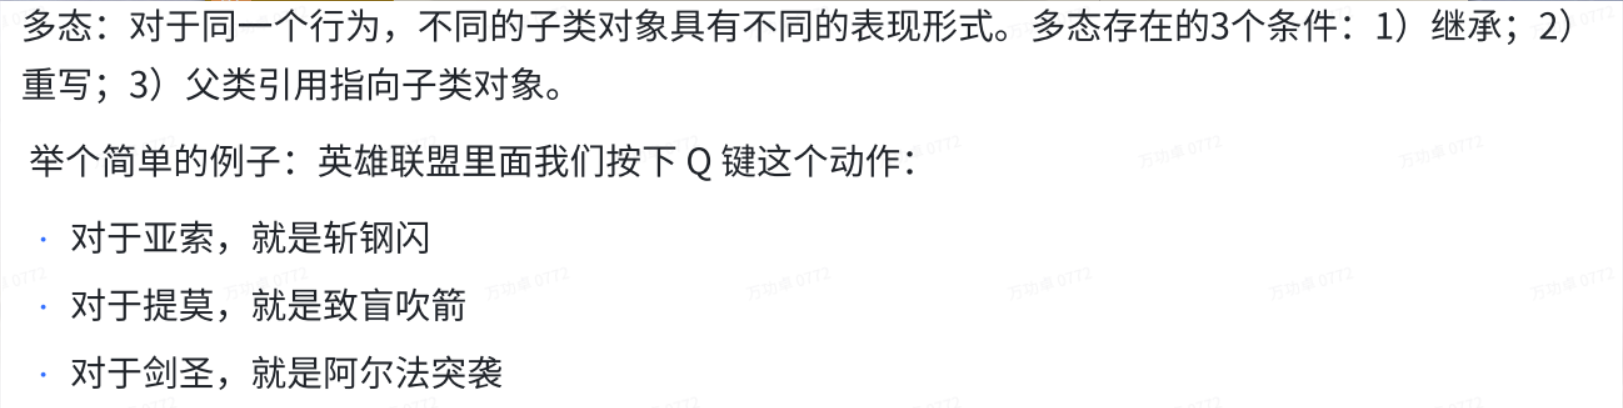 多态：对于同一个行为，不同的子类对象具有不同的表现形式。多态存在的3个条件：1）继承；2）
重写；3）父类引用指向子类对象。
举个简单的例子：英雄联盟里面我们按下 Q 键这个动作：
· 对于亚索，就是斩钢闪
· 对于提莫，就是致盲吹箭
· 对于剑圣，就是阿尔法突袭
万功卓 0772